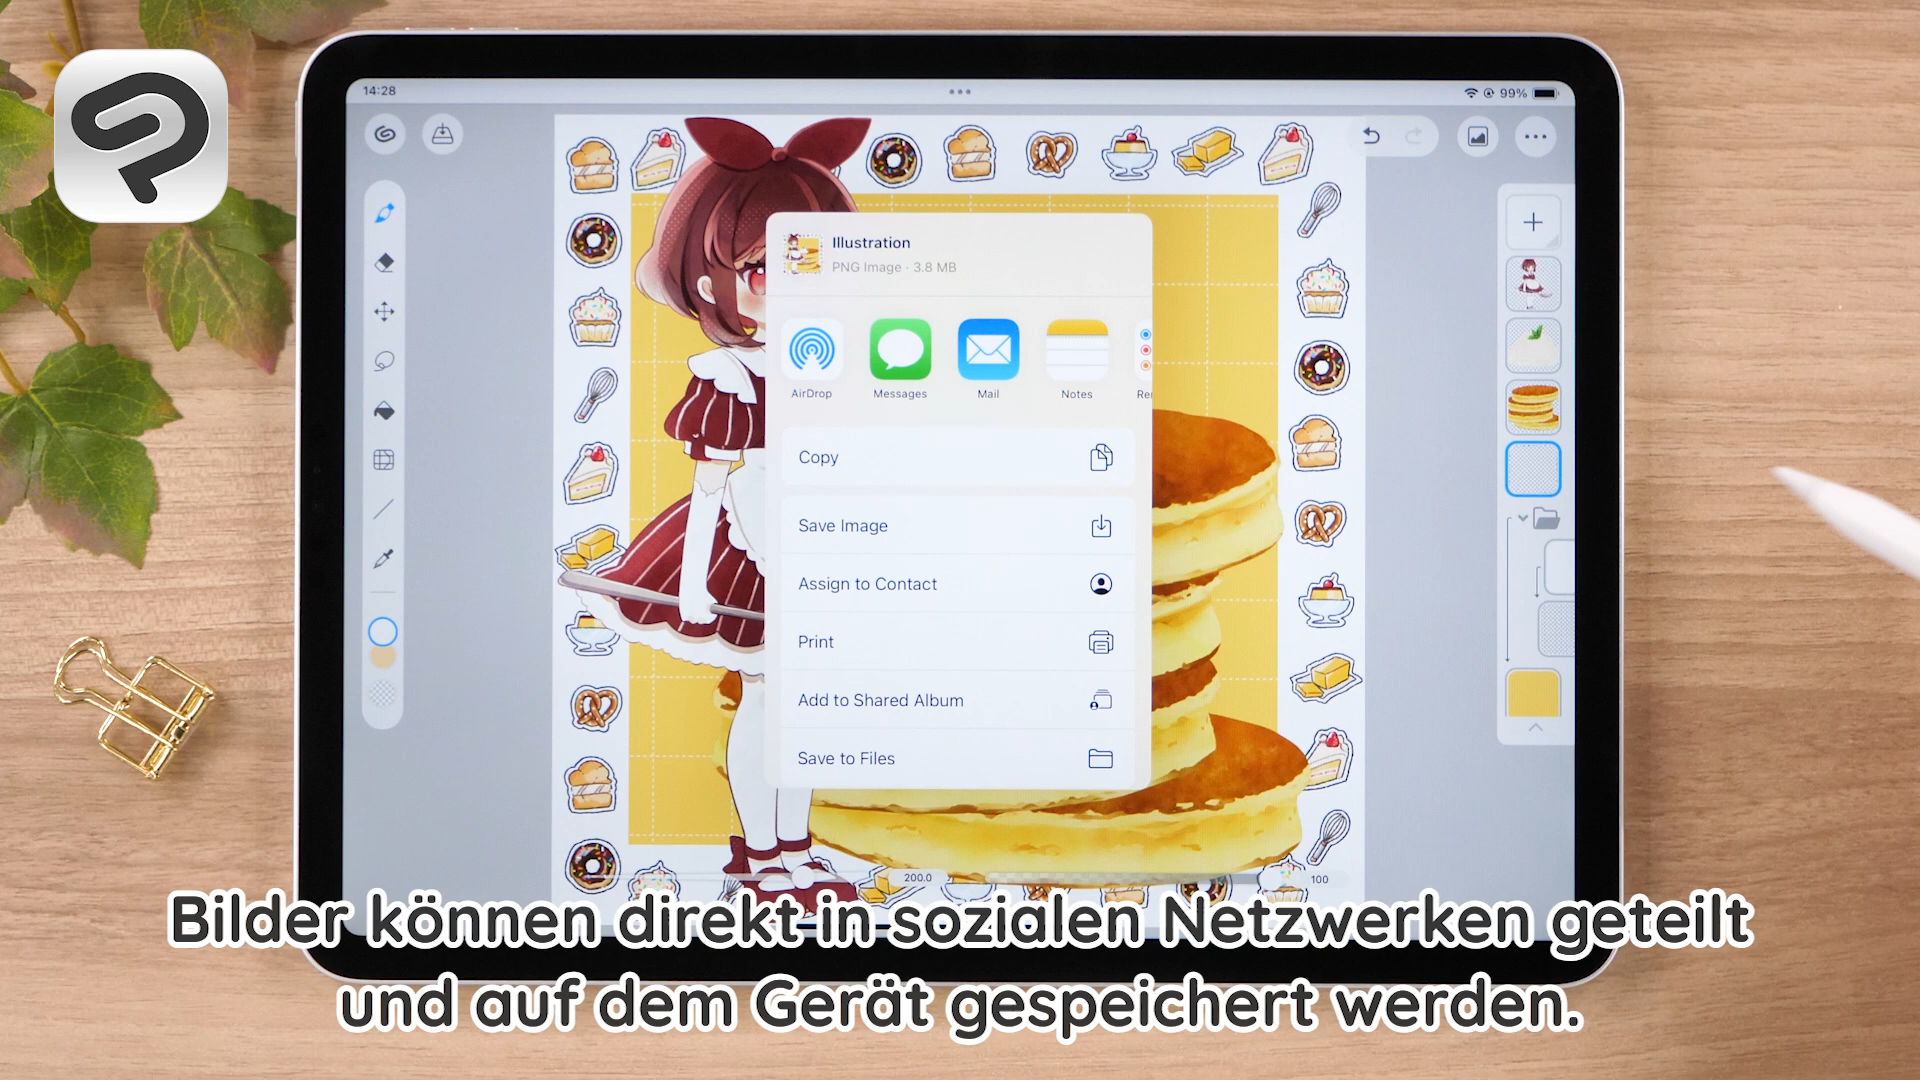 14:28
99%
Illustration
PNG Image · 3.8 MB
AirDrop
Messages
Mail
Notes
Copy
Save Image
Assign to Contact
Print
Add to Shared Album
Save to Files
200.0
100
Bilder können direkt in sozialen Netzwerken geteilt
und auf dem Gerät gespeichert werden.